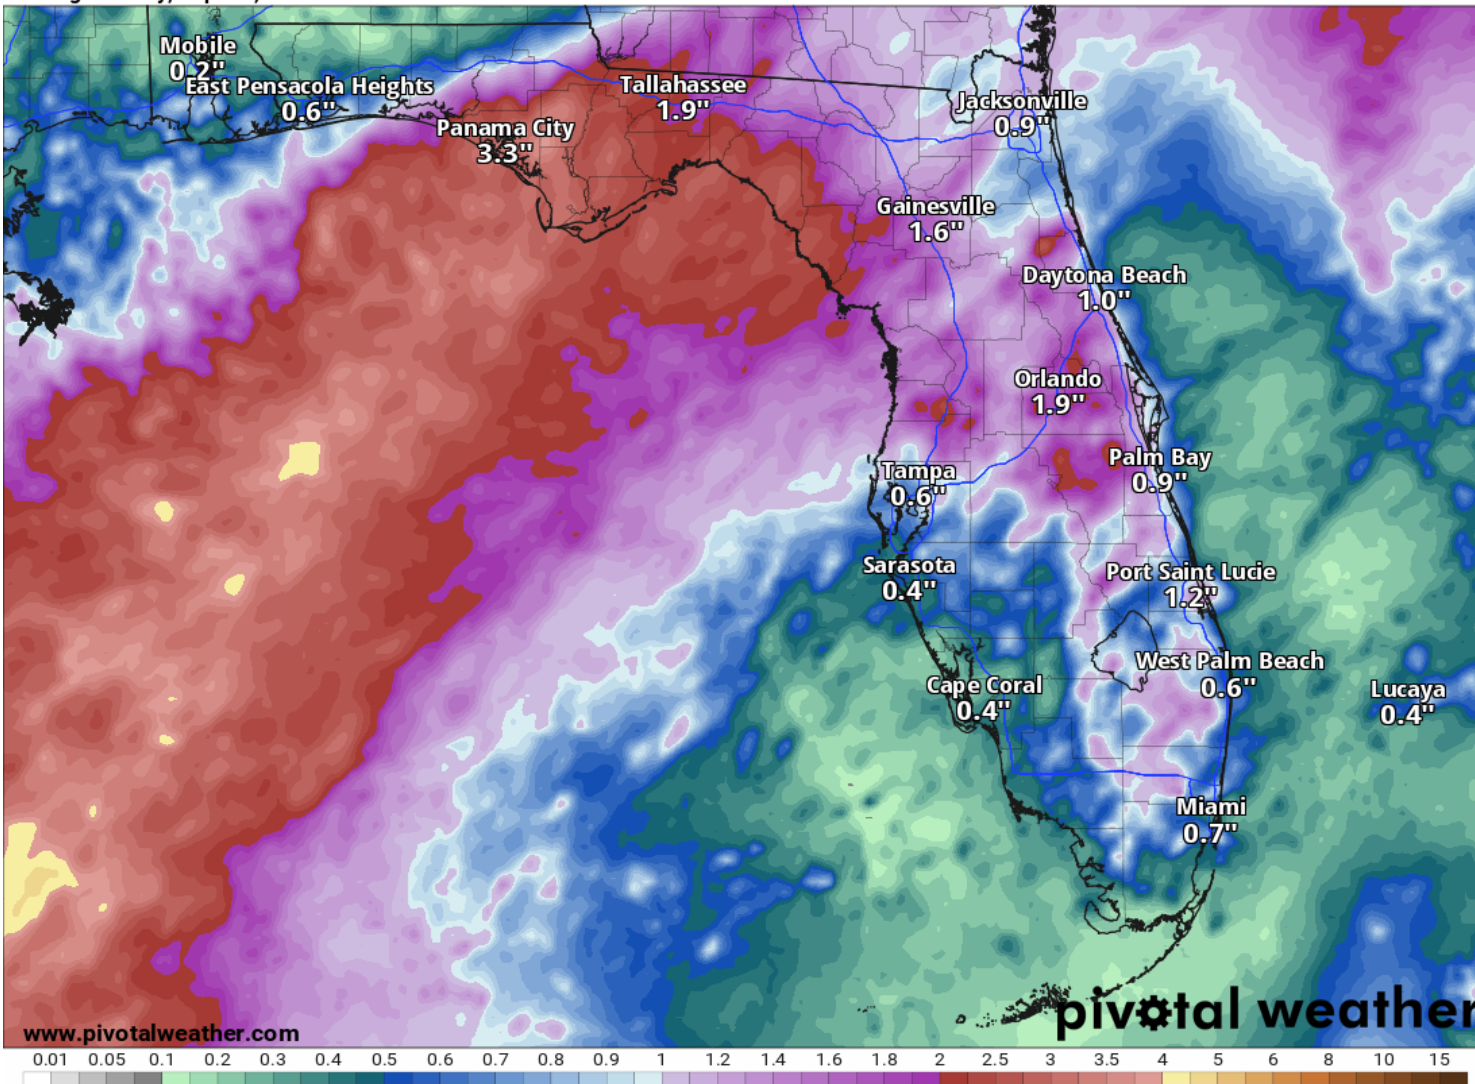 Mobile
0.2"
East Pensacola Heights
0.6"
Tallahassee
1.9"
Jacksonville
0.9"
Panama City
3.3"
Gainesville
1.6"
Daytona Beach
1.0"
Orlando
1.9"
Tampa
0.6"
Palm Bay
0.9"
Sarasota
0.4"
Port Saint Lucie
1.2"
West Palm Beach
0.6"
Cape Coral
0.4"
Lucaya
0.4"
Miami
0.7"
www.pivotalweather.com
pivotal weather
0.01 0.05 0.1 0.2 0.3 0.4 0.5 0.6 0.7 0.8 0.9 1 1.2 1.4 1.6 1.8 2 2.5 3 3.5 4 5 6 8 10 15